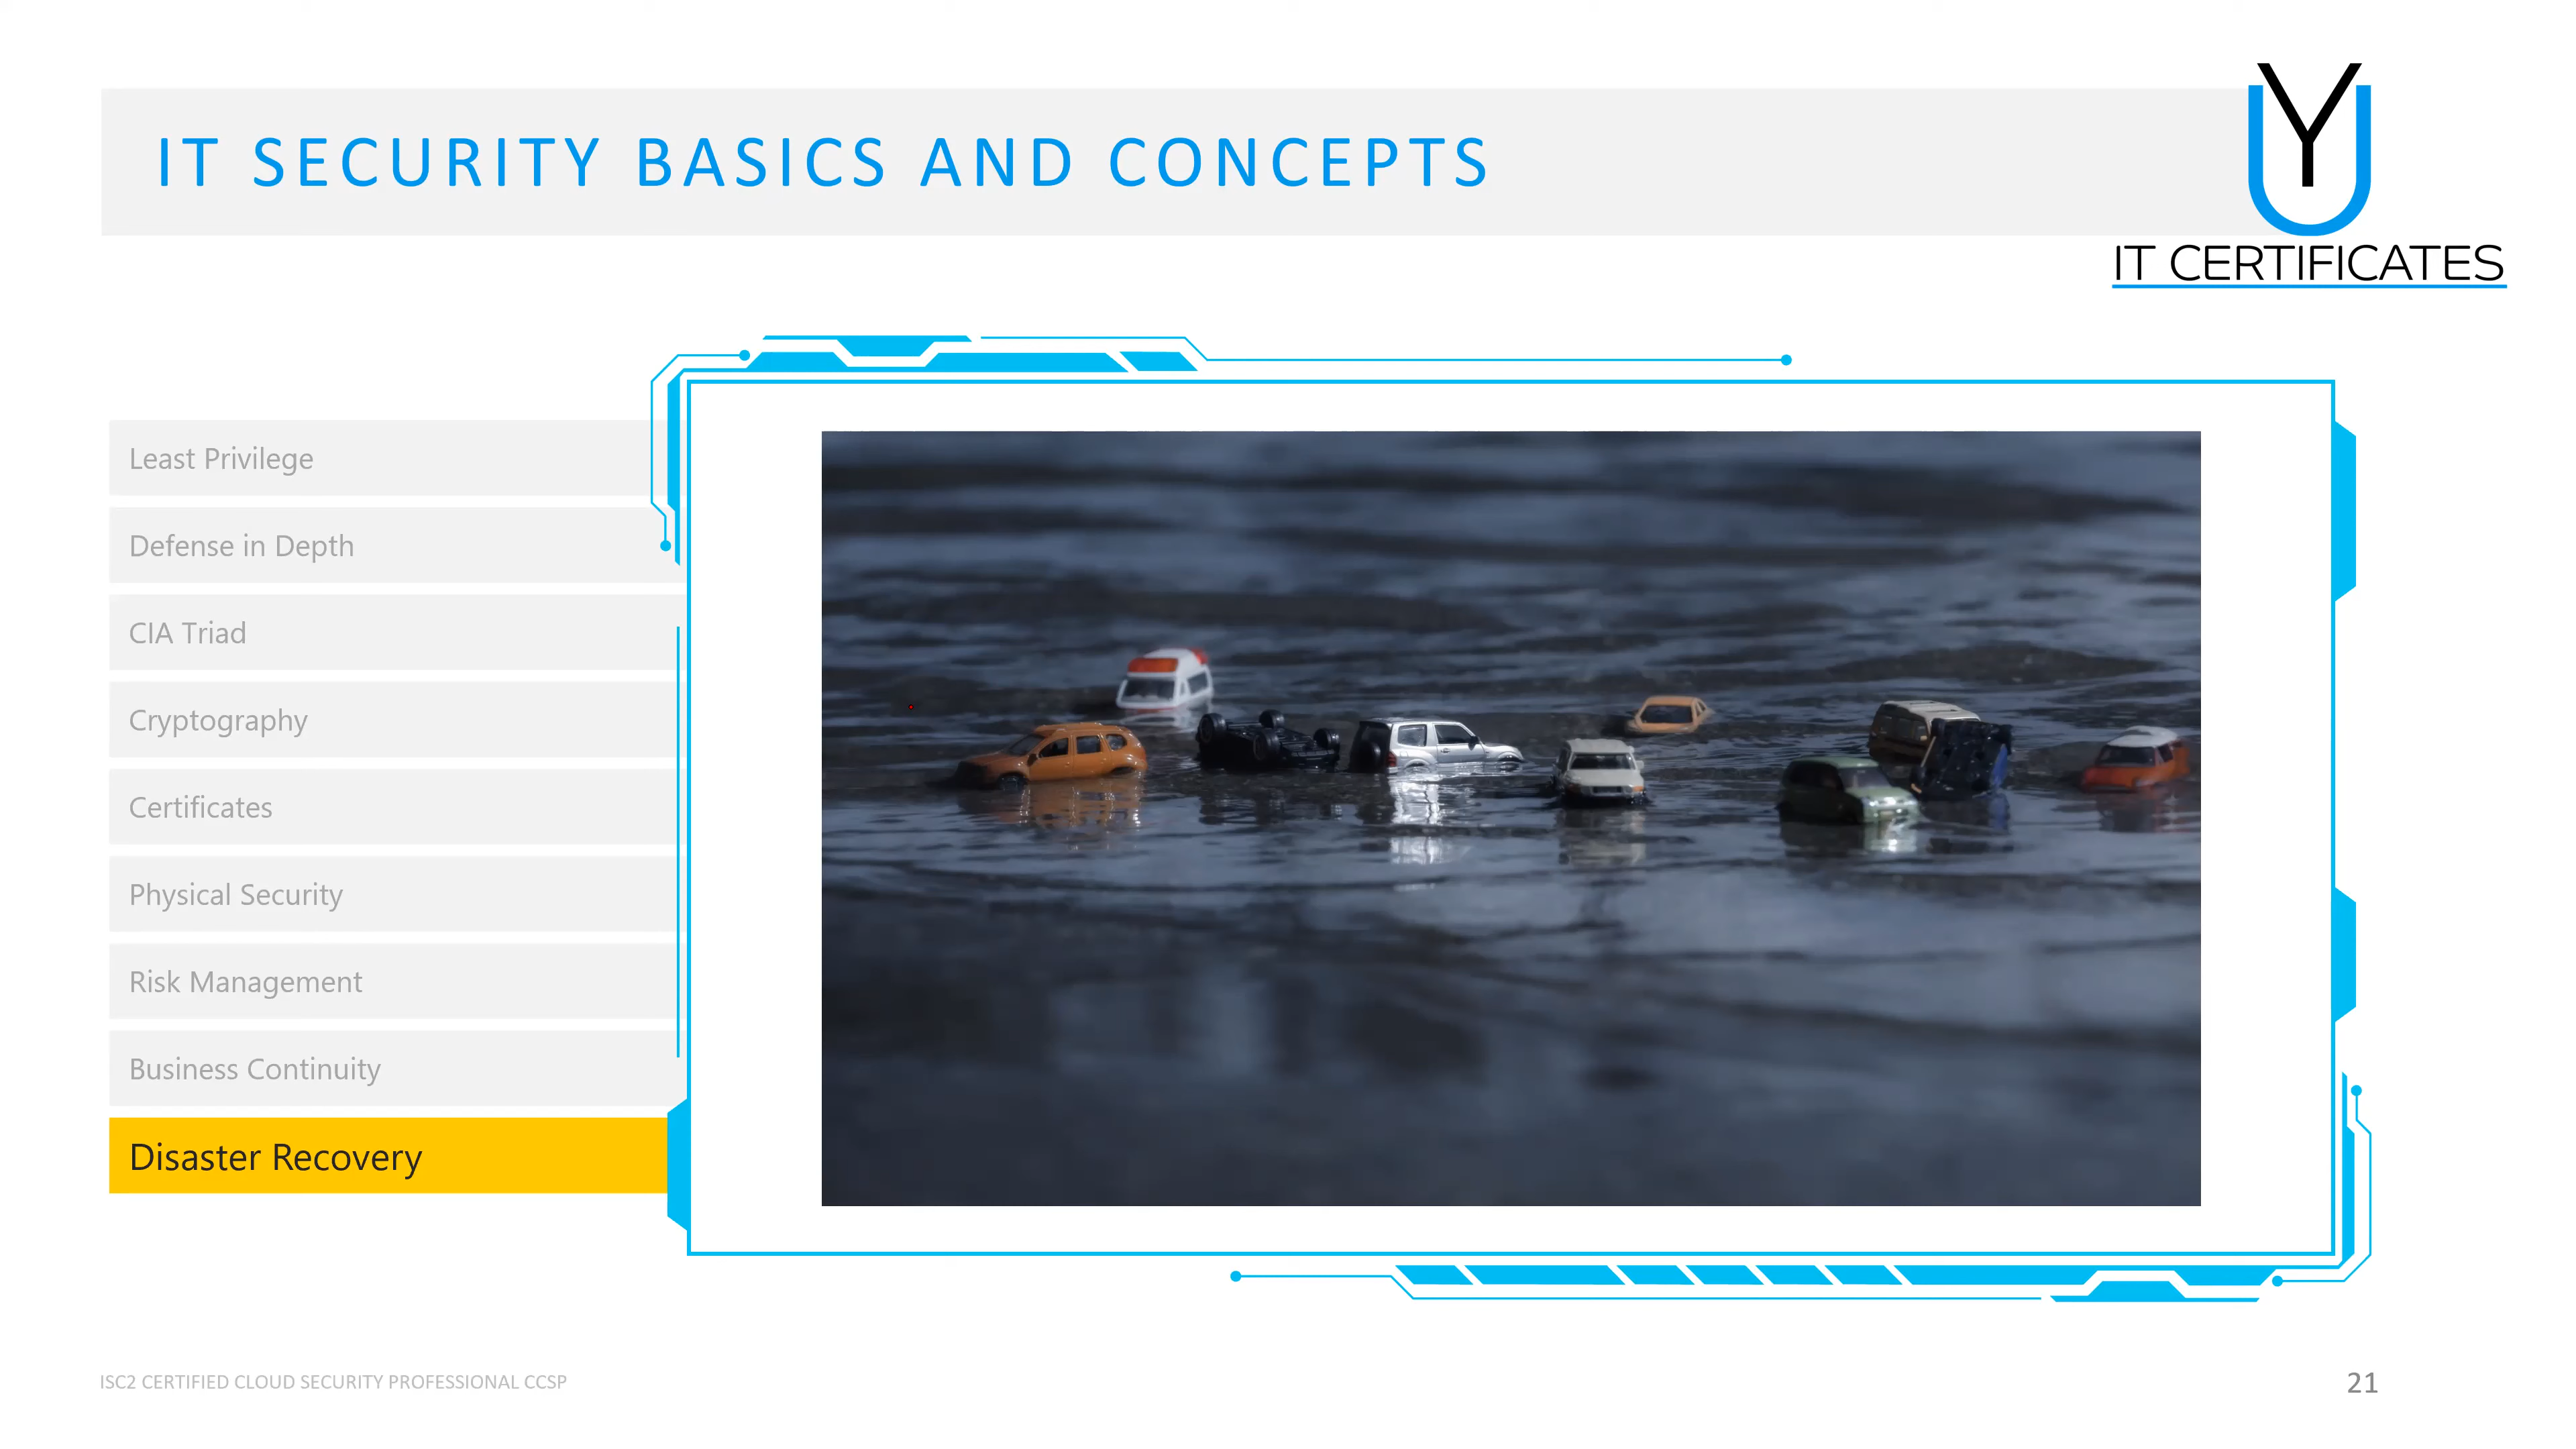 IT SECURITY BASICS AND CONCEPTS
Y
U
IT CERTIFICATES
Least Privilege
Defense in Depth
CIA Triad
Cryptography
Certificates
Physical Security
Risk Management
Business Continuity
Disaster Recovery
ISC2 CERTIFIED CLOUD SECURITY PROFESSIONAL CCSP
21